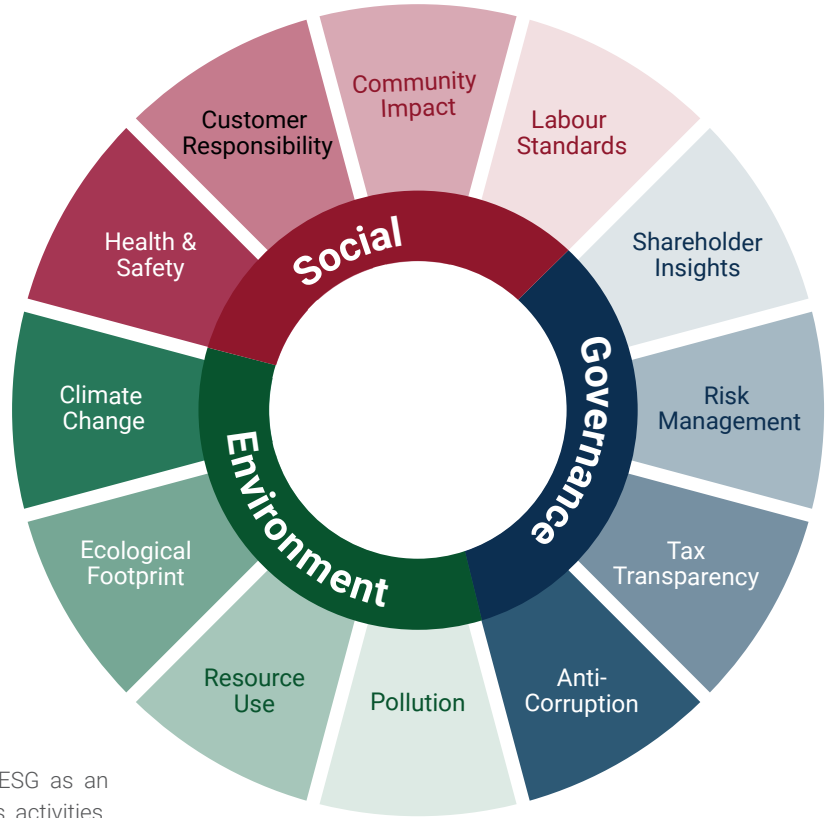 Community
Impact
Labour
Standards
Shareholder
Insights
Risk
Management
Tax
Transparency
Anti-
Corruption
Pollution
Resource
Use
Ecological
Footprint
Climate
Change
Health &
Safety
Customer
Responsibility
Social
Governance
Environment
ESG as an
s activities